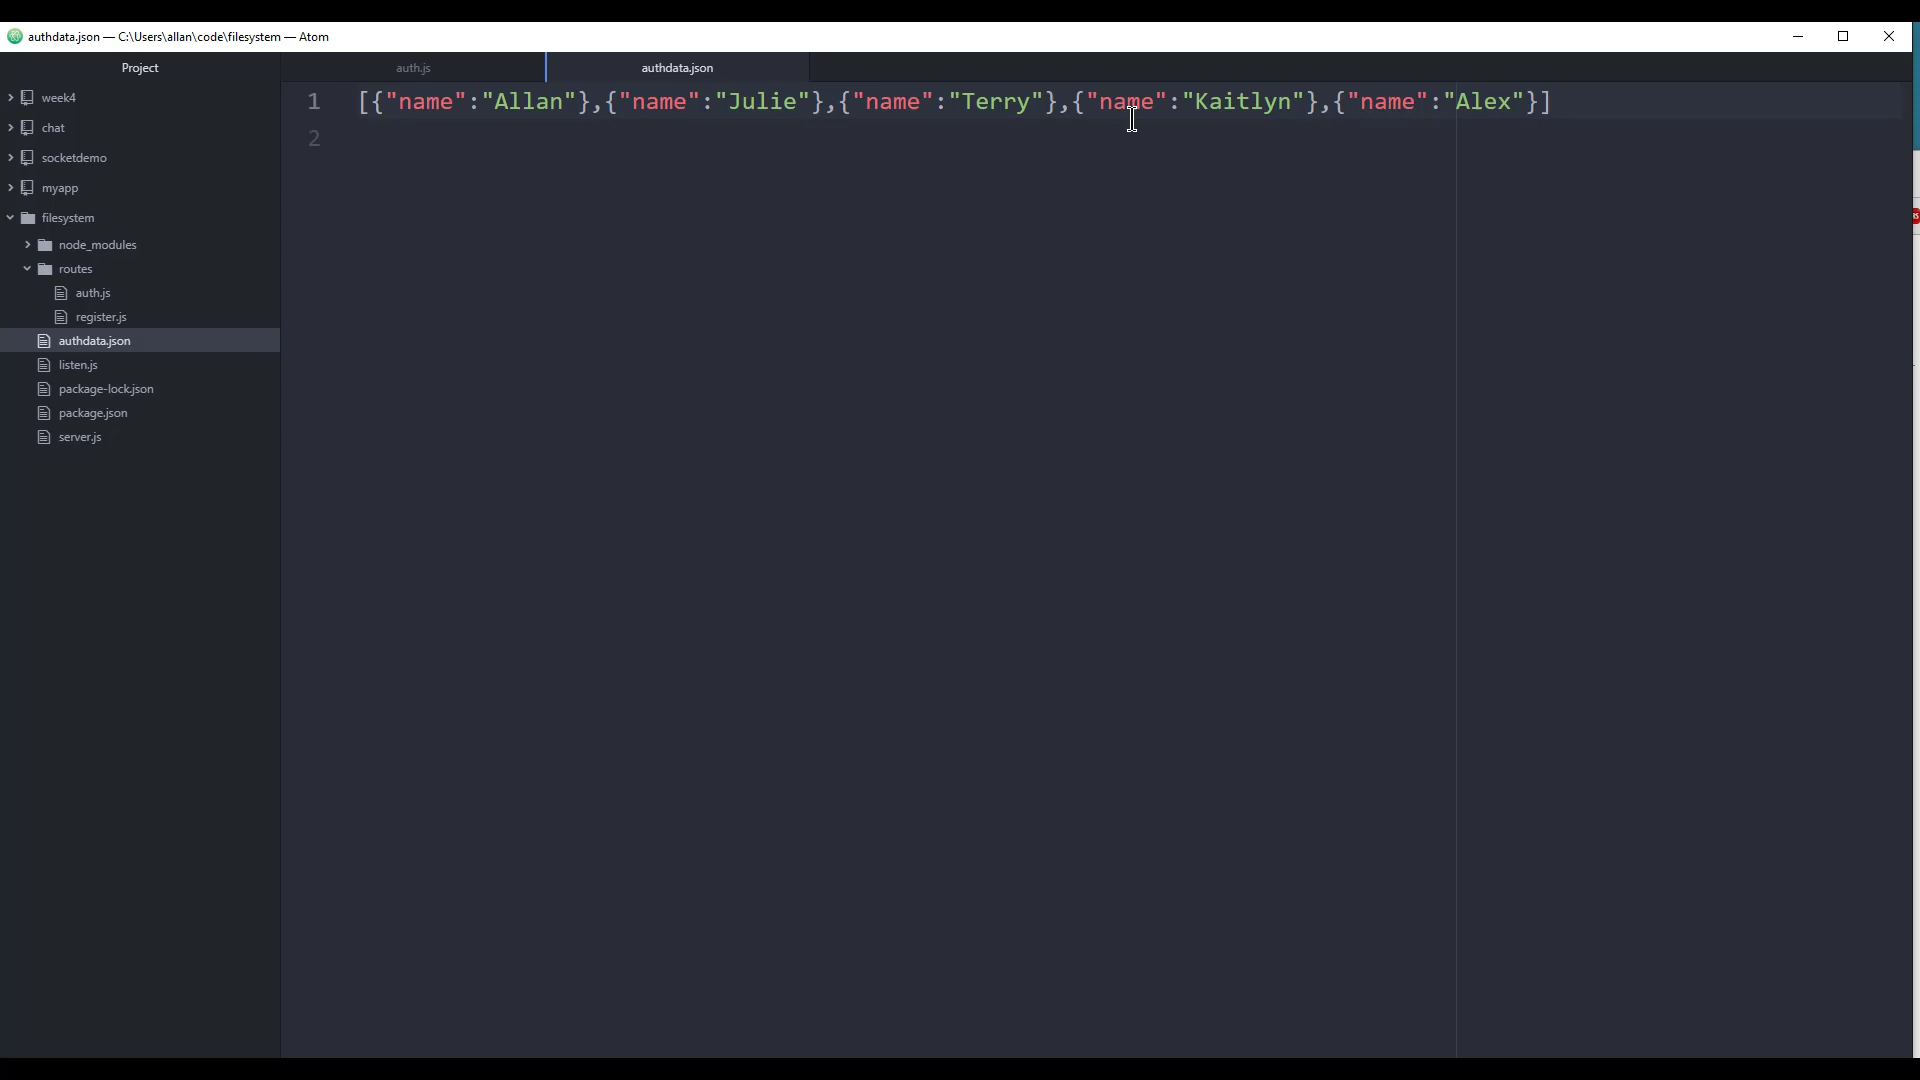 authdata.json — C:\Users\allan\code\filesystem — Atom
Project
auth.js
authdata.json
week4
chat
socketdemo
myapp
filesystem
node_modules
routes
auth.js
register.js
authdata.json
listen.js
package-lock.json
package.json
server.js
1 [{"name":"Allan"},{"name":"Julie"},{"name":"Terry"},{"name":"Kaitlyn"},{"name":"Alex"}]
2